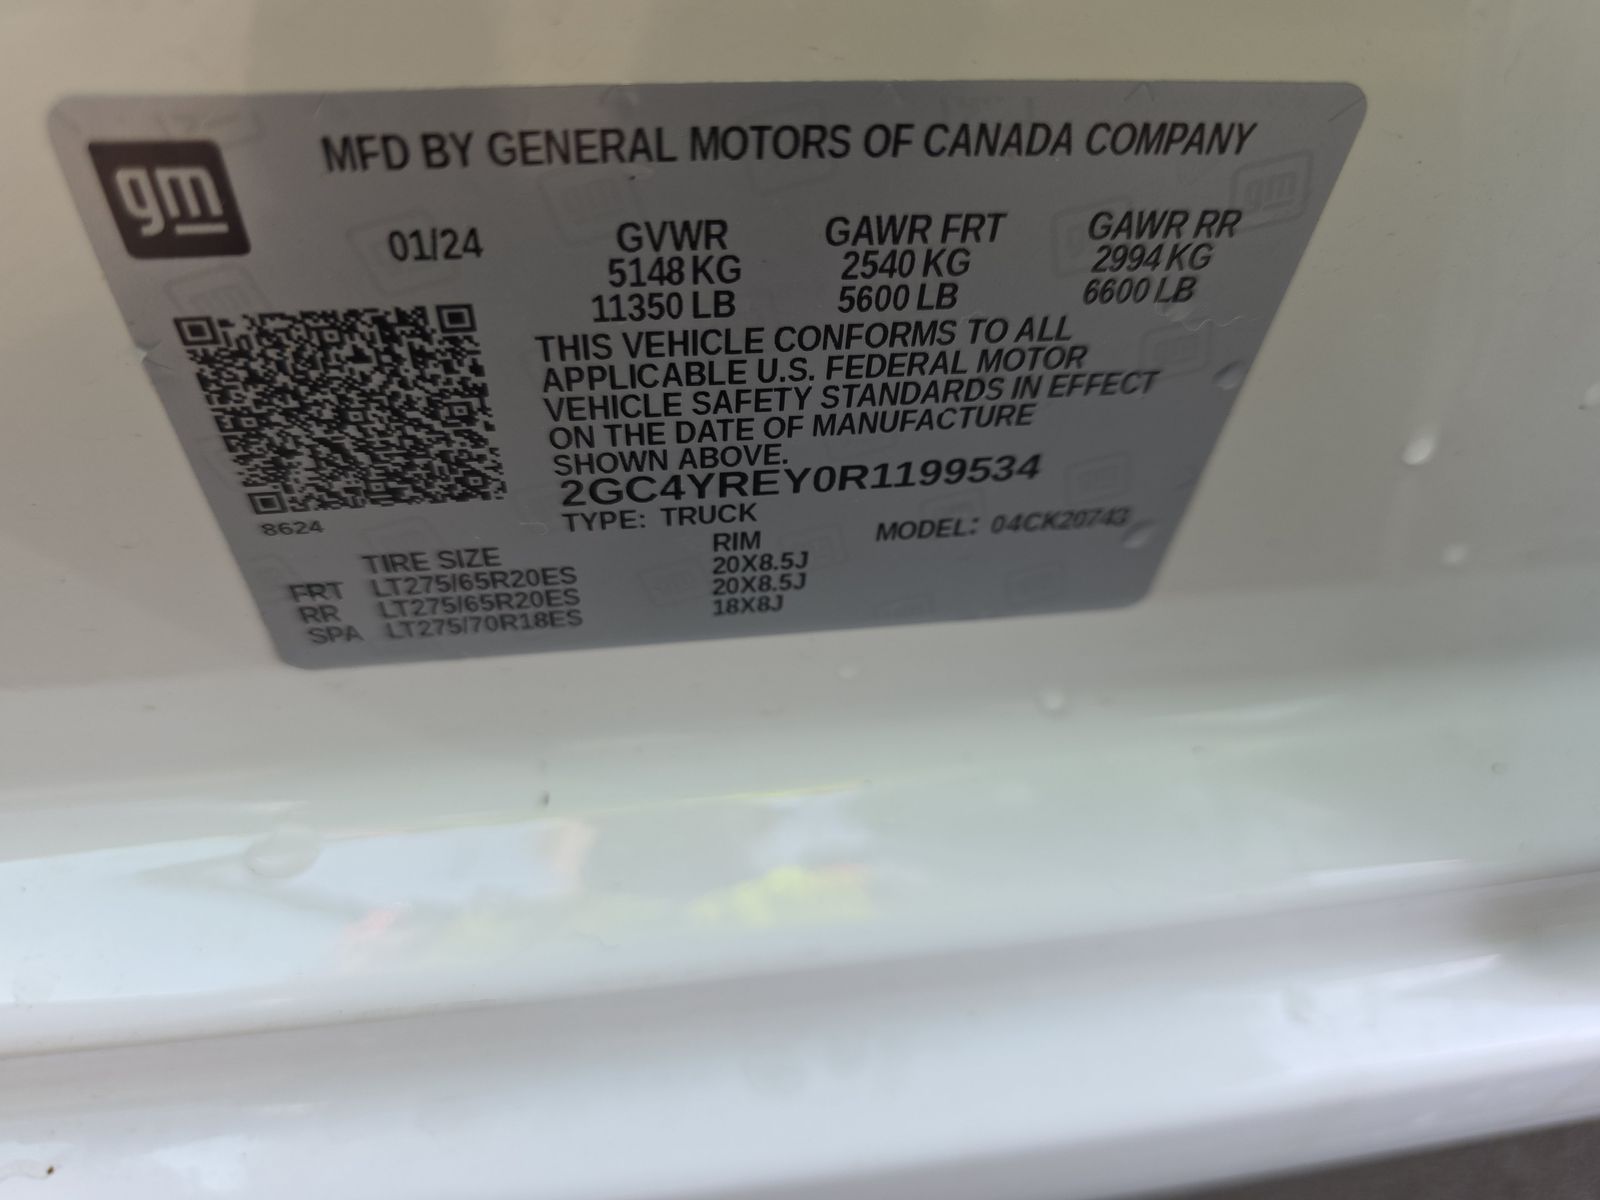 MFD BY GENERAL MOTORS OF CANADA COMPANY
gm
01/24 GVWR GAWR FRT GAWR RR
5148 KG 2540 KG 2994 KG
11350 LB 5600 LB 6600 LB
THIS VEHICLE CONFORMS TO ALL
APPLICABLE U.S. FEDERAL MOTOR
VEHICLE SAFETY STANDARDS IN EFFECT
ON THE DATE OF MANUFACTURE
SHOWN ABOVE.
2GC4YREY0R1199534
8624
TYPE: TRUCK MODEL: 04CK20743
TIRE SIZE RIM
FRT LT275/65R20ES 20X8.5J
RR LT275/65R20ES 20X8.5J
SPA LT275/70R18ES 18X8J